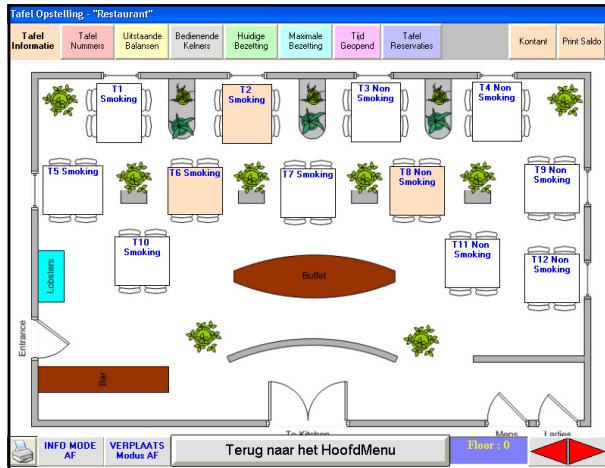 Tafel Opstelling - "Restaurant"
Tafel Informatie
Tafel Nummers
Uitstaande Balansen
Bedienende Kelners
Huidige Bezetting
Maximale Bezetting
Tijd Geopend
Tafel Reservaties
Kontant
Print Saldo
T1 Smoking
T2 Smoking
T3 Non Smoking
T4 Non Smoking
T5 Smoking
T6 Smoking
T7 Smoking
T8 Non Smoking
T9 Non Smoking
T10 Smoking
T11 Non Smoking
T12 Non Smoking
Lobsters
Buffet
Entrance
Bar
To Kitchen
Mens
Ladies
INFO MODE AF
VERPLAATS Modus AF
Terug naar het HoofdMenu
Floor : 0